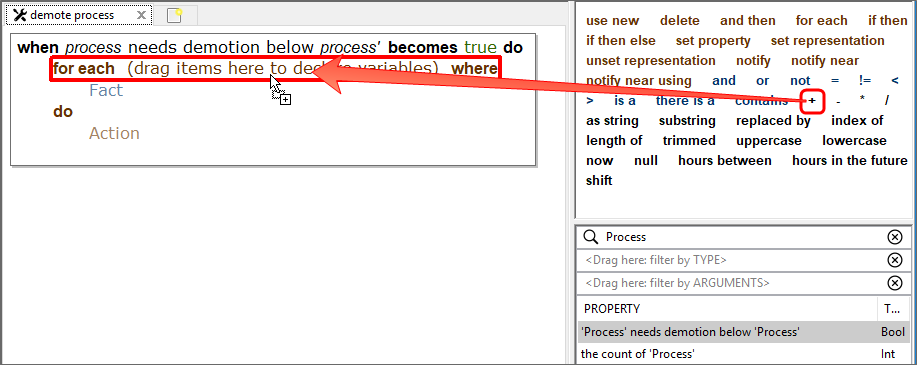 demote process
when process needs demotion below process' becomes true do
for each (drag items here to declare variables) where
Fact
do
Action
use new delete and then for each if then
if then else set property set representation
unset representation notify notify near
notify near using and or not = != <
> is a there is a contains + - * /
as string substring replaced by index of
length of trimmed uppercase lowercase
now null hours between hours in the future
shift
Process
<Drag here: filter by TYPE>
<Drag here: filter by ARGUMENTS>
PROPERTY T...
'Process' needs demotion below 'Process' Bool
the count of 'Process' Int